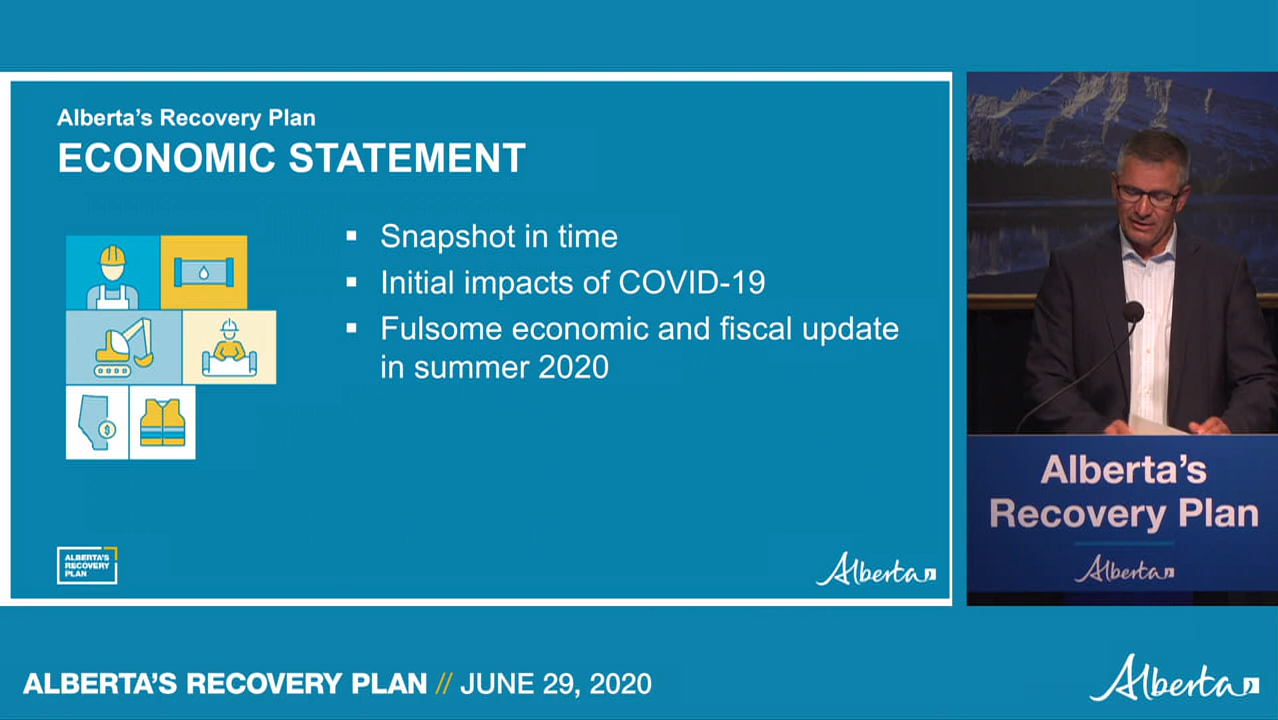 Alberta's Recovery Plan
ECONOMIC STATEMENT
▪ Snapshot in time
▪ Initial impacts of COVID-19
▪ Fulsome economic and fiscal update
in summer 2020
$
ALBERTA'S
RECOVERY
PLAN
Alberta
Alberta's
Recovery Plan
Alberta
ALBERTA'S RECOVERY PLAN // JUNE 29, 2020
Alberta